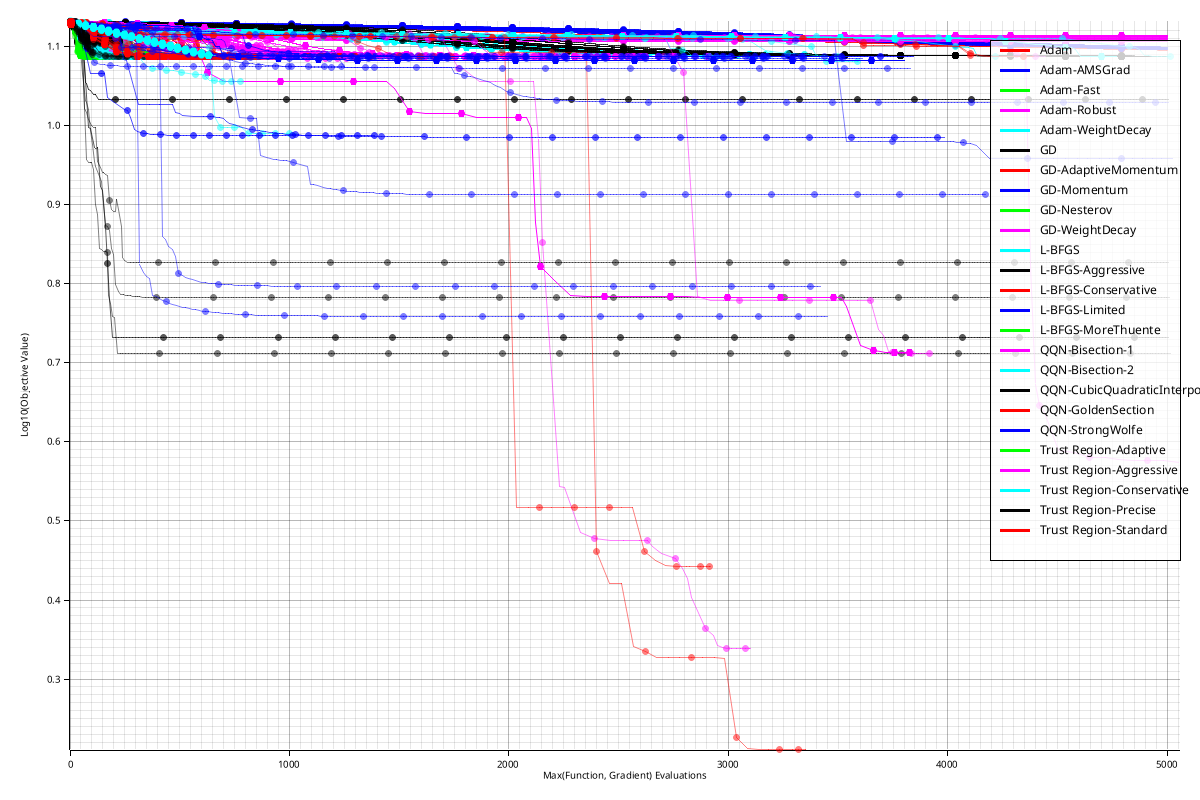 1.1
1.0
0.9
0.8
0.7
0.6
0.5
0.4
0.3
Log10(Objective Value)
0
1000
2000
3000
4000
5000
Max(Function, Gradient) Evaluations
Adam
Adam-AMSGrad
Adam-Fast
Adam-Robust
Adam-WeightDecay
GD
GD-AdaptiveMomentum
GD-Momentum
GD-Nesterov
GD-WeightDecay
L-BFGS
L-BFGS-Aggressive
L-BFGS-Conservative
L-BFGS-Limited
L-BFGS-MoreThuente
QQN-Bisection-1
QQN-Bisection-2
QQN-CubicQuadraticInterpo
QQN-GoldenSection
QQN-StrongWolfe
Trust Region-Adaptive
Trust Region-Aggressive
Trust Region-Conservative
Trust Region-Precise
Trust Region-Standard